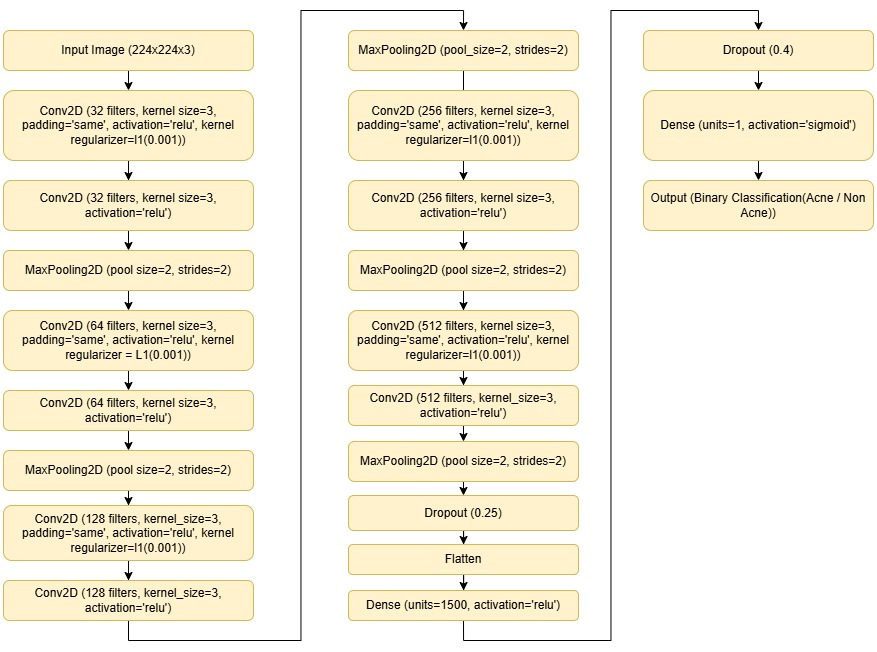 Input Image (224x224x3)
Conv2D (32 filters, kernel size=3,
padding='same', activation='relu', kernel
regularizer=l1(0.001))
Conv2D (32 filters, kernel size=3,
activation='relu')
MaxPooling2D (pool size=2, strides=2)
Conv2D (64 filters, kernel size=3,
padding='same', activation='relu', kernel
regularizer = L1(0.001))
Conv2D (64 filters, kernel size=3,
activation='relu')
MaxPooling2D (pool size=2, strides=2)
Conv2D (128 filters, kernel_size=3,
padding='same', activation='relu', kernel
regularizer=l1(0.001))
Conv2D (128 filters, kernel_size=3,
activation='relu')
MaxPooling2D (pool_size=2, strides=2)
Conv2D (256 filters, kernel size=3,
padding='same', activation='relu', kernel
regularizer=l1(0.001))
Conv2D (256 filters, kernel size=3,
activation='relu')
MaxPooling2D (pool size=2, strides=2)
Conv2D (512 filters, kernel size=3,
padding='same', activation='relu', kernel
regularizer=l1(0.001))
Conv2D (512 filters, kernel_size=3,
activation='relu')
MaxPooling2D (pool size=2, strides=2)
Dropout (0.25)
Flatten
Dense (units=1500, activation='relu')
Dropout (0.4)
Dense (units=1, activation='sigmoid')
Output (Binary Classification(Acne / Non
Acne))